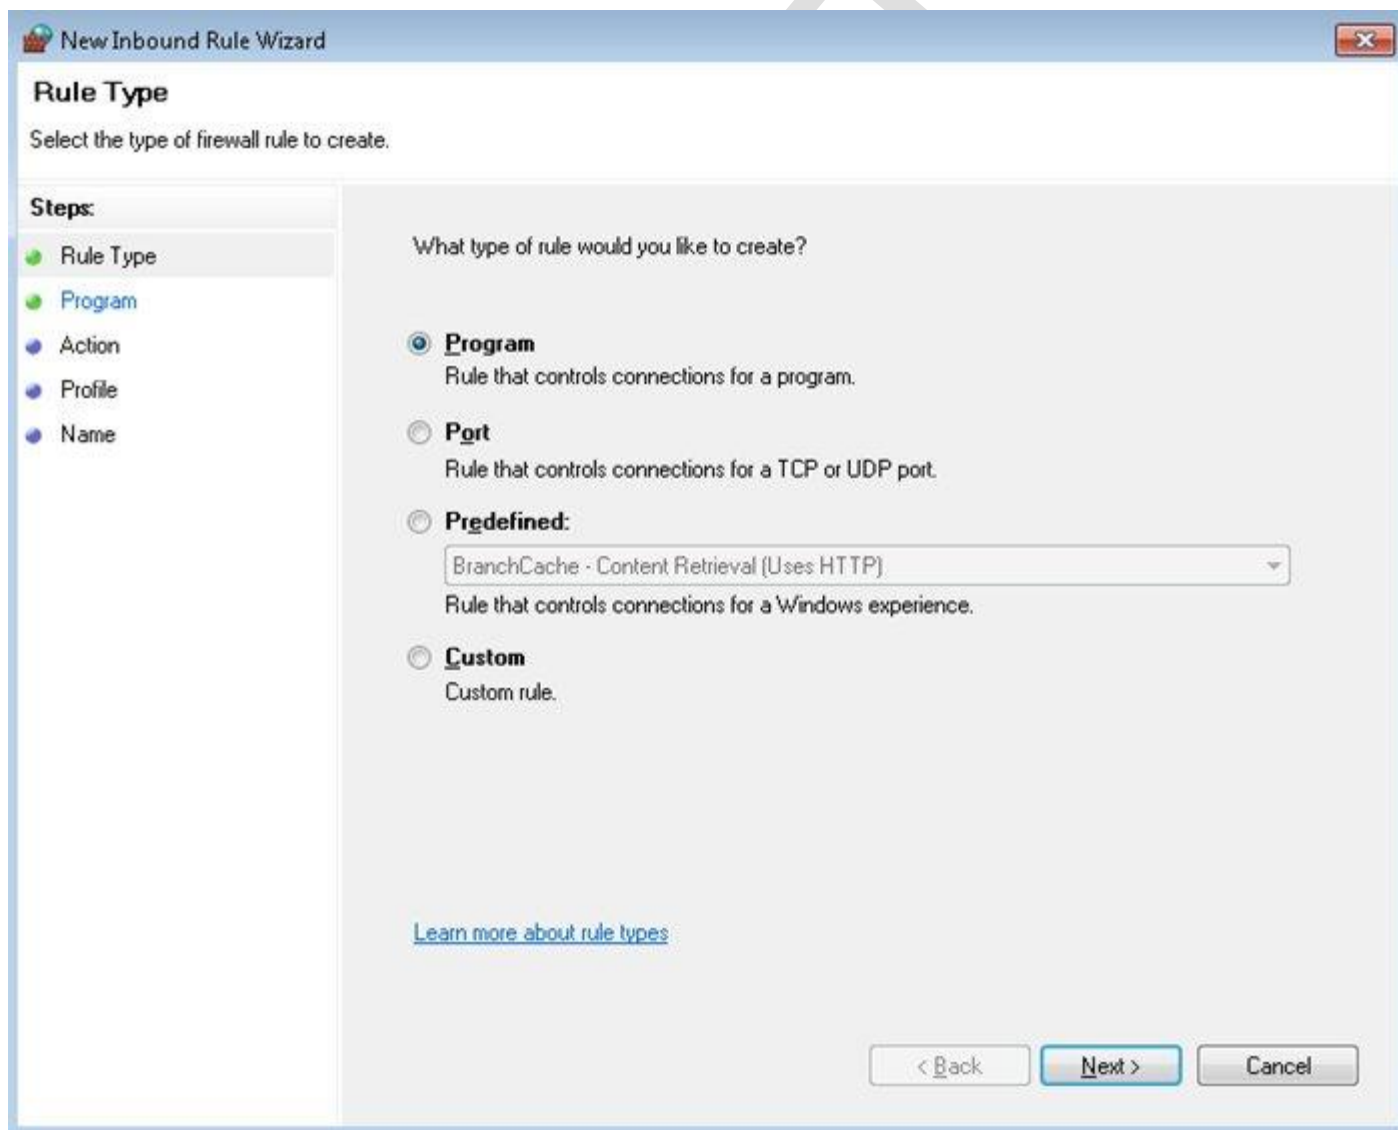 New Inbound Rule Wizard
Rule Type
Select the type of firewall rule to create.
Steps:
Rule Type
Program
Action
Profile
Name
What type of rule would you like to create?
Program
Rule that controls connections for a program.
Port
Rule that controls connections for a TCP or UDP port.
Predefined:
BranchCache - Content Retrieval (Uses HTTP)
Rule that controls connections for a Windows experience.
Custom
Custom rule.
Learn more about rule types
< Back Next > Cancel